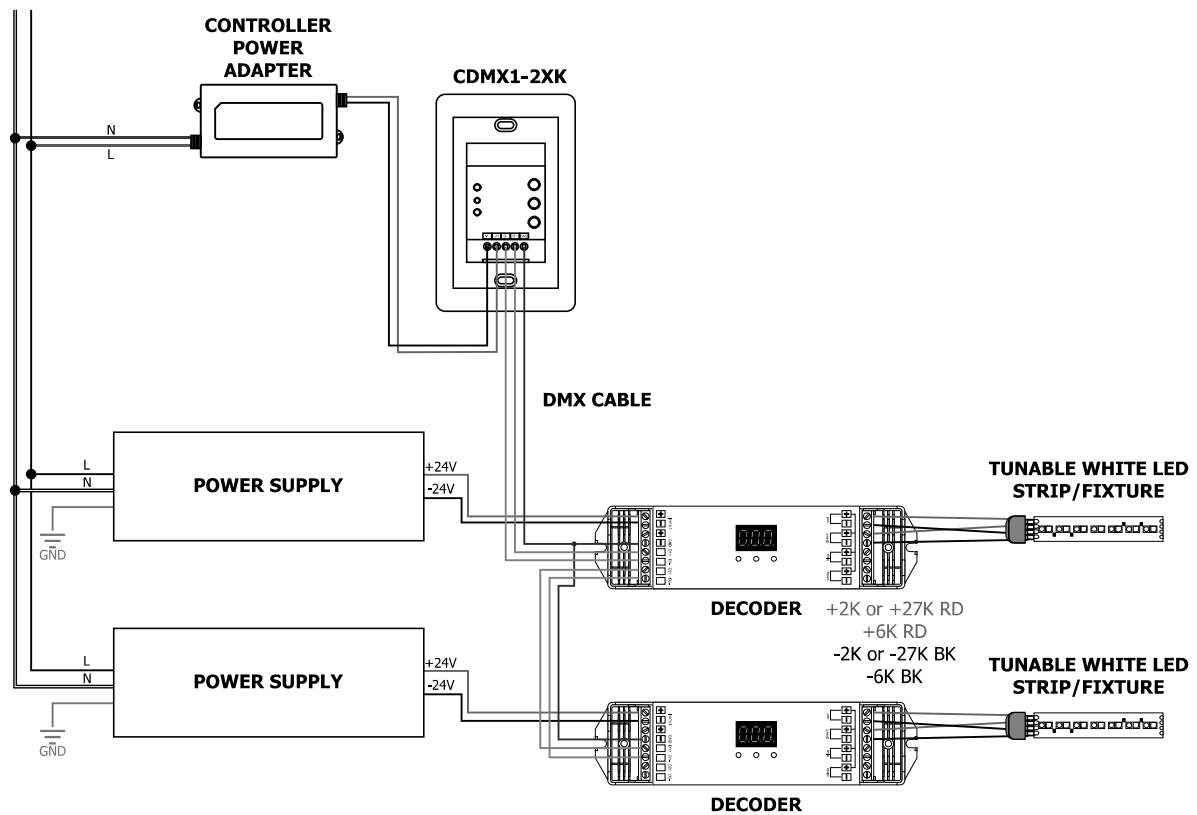 CONTROLLER
POWER
ADAPTER
CDMX1-2XK
N
L
DMX CABLE
L
N
POWER SUPPLY
+24V
-24V
GND
TUNABLE WHITE LED
STRIP/FIXTURE
DECODER
+2K or +27K RD
+6K RD
-2K or -27K BK
-6K BK
L
N
POWER SUPPLY
+24V
-24V
GND
TUNABLE WHITE LED
STRIP/FIXTURE
DECODER